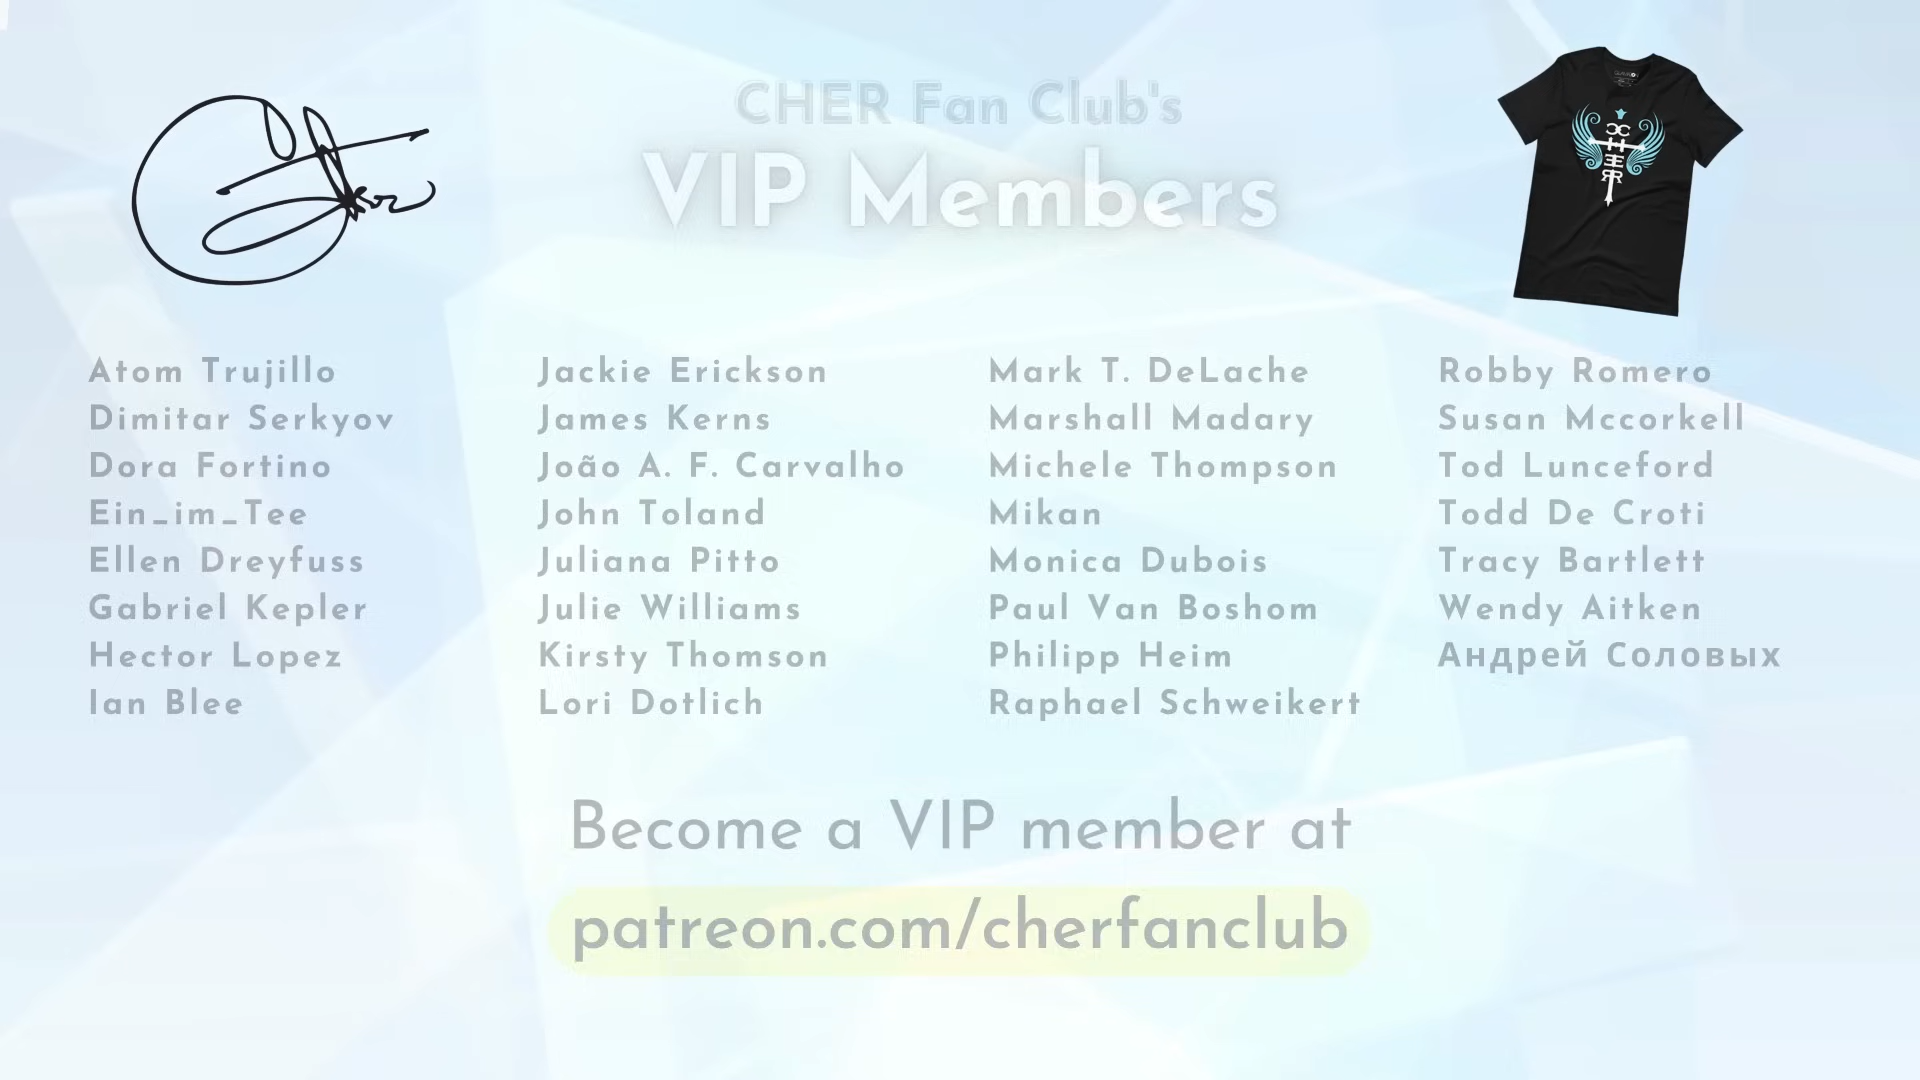 CHER Fan Club's
VIP Members
CHER
Atom Trujillo
Dimitar Serkyov
Dora Fortino
Ein_im_Tee
Ellen Dreyfuss
Gabriel Kepler
Hector Lopez
Ian Blee
Jackie Erickson
James Kerns
João A. F. Carvalho
John Toland
Juliana Pitto
Julie Williams
Kirsty Thomson
Lori Dotlich
Mark T. DeLache
Marshall Madary
Michele Thompson
Mikan
Monica Dubois
Paul Van Boshom
Philipp Heim
Raphael Schweikert
Robby Romero
Susan Mccorkell
Tod Lunceford
Todd De Croti
Tracy Bartlett
Wendy Aitken
Андрей Соловых
Become a VIP member at
patreon.com/cherfanclub